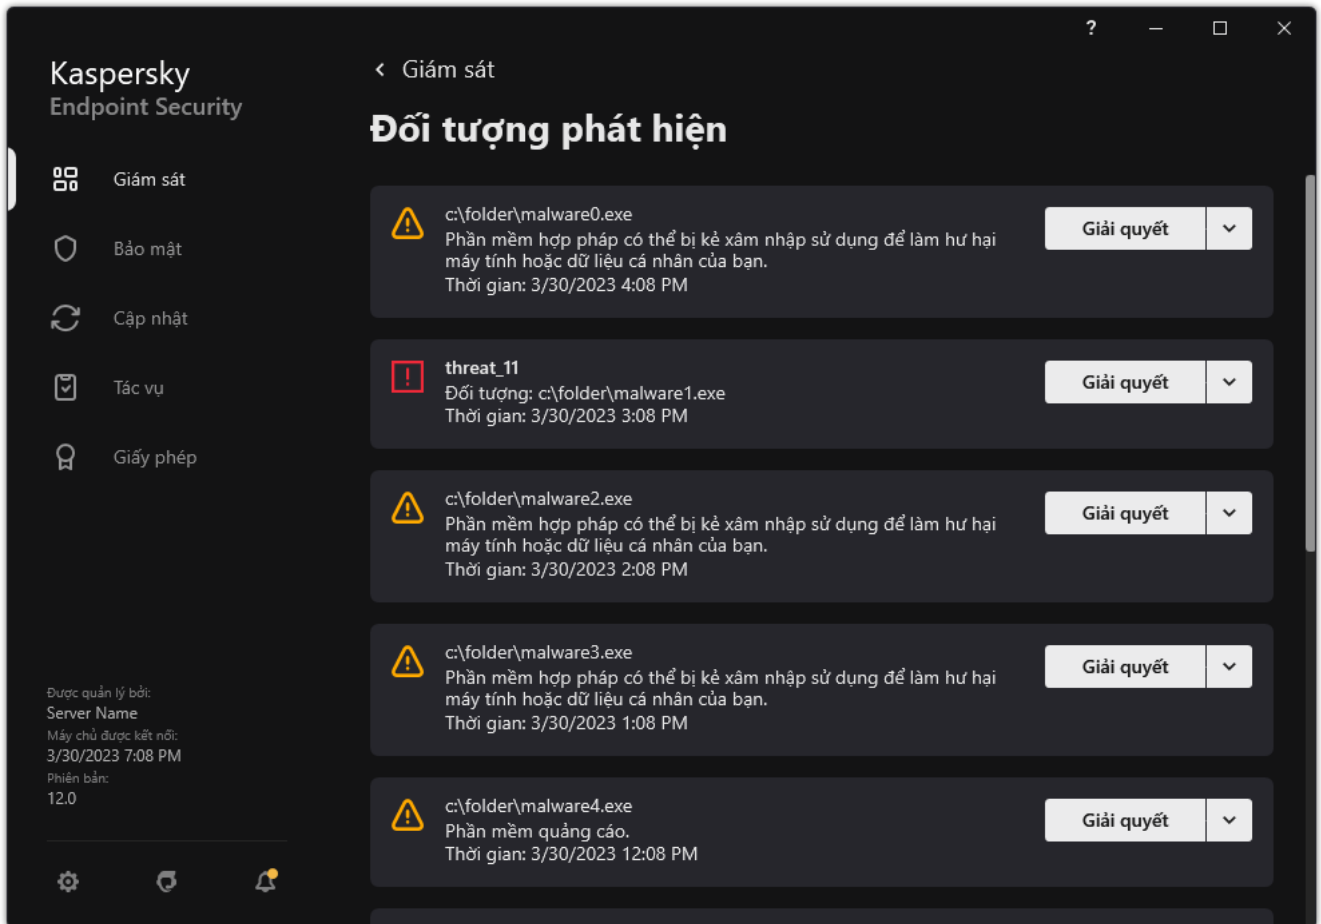 ?
Kaspersky
Endpoint Security
Giám sát
Bảo mật
Cập nhật
Tác vụ
Giấy phép
Được quản lý bởi:
Server Name
Máy chủ được kết nối:
3/30/2023 7:08 PM
Phiên bản:
12.0
Giám sát
Đối tượng phát hiện
c:\folder\malware0.exe
Phần mềm hợp pháp có thể bị kẻ xâm nhập sử dụng để làm hư hại
máy tính hoặc dữ liệu cá nhân của bạn.
Thời gian: 3/30/2023 4:08 PM
Giải quyết
threat_11
Đối tượng: c:\folder\malware1.exe
Thời gian: 3/30/2023 3:08 PM
Giải quyết
c:\folder\malware2.exe
Phần mềm hợp pháp có thể bị kẻ xâm nhập sử dụng để làm hư hại
máy tính hoặc dữ liệu cá nhân của bạn.
Thời gian: 3/30/2023 2:08 PM
Giải quyết
c:\folder\malware3.exe
Phần mềm hợp pháp có thể bị kẻ xâm nhập sử dụng để làm hư hại
máy tính hoặc dữ liệu cá nhân của bạn.
Thời gian: 3/30/2023 1:08 PM
Giải quyết
c:\folder\malware4.exe
Phần mềm quảng cáo.
Thời gian: 3/30/2023 12:08 PM
Giải quyết